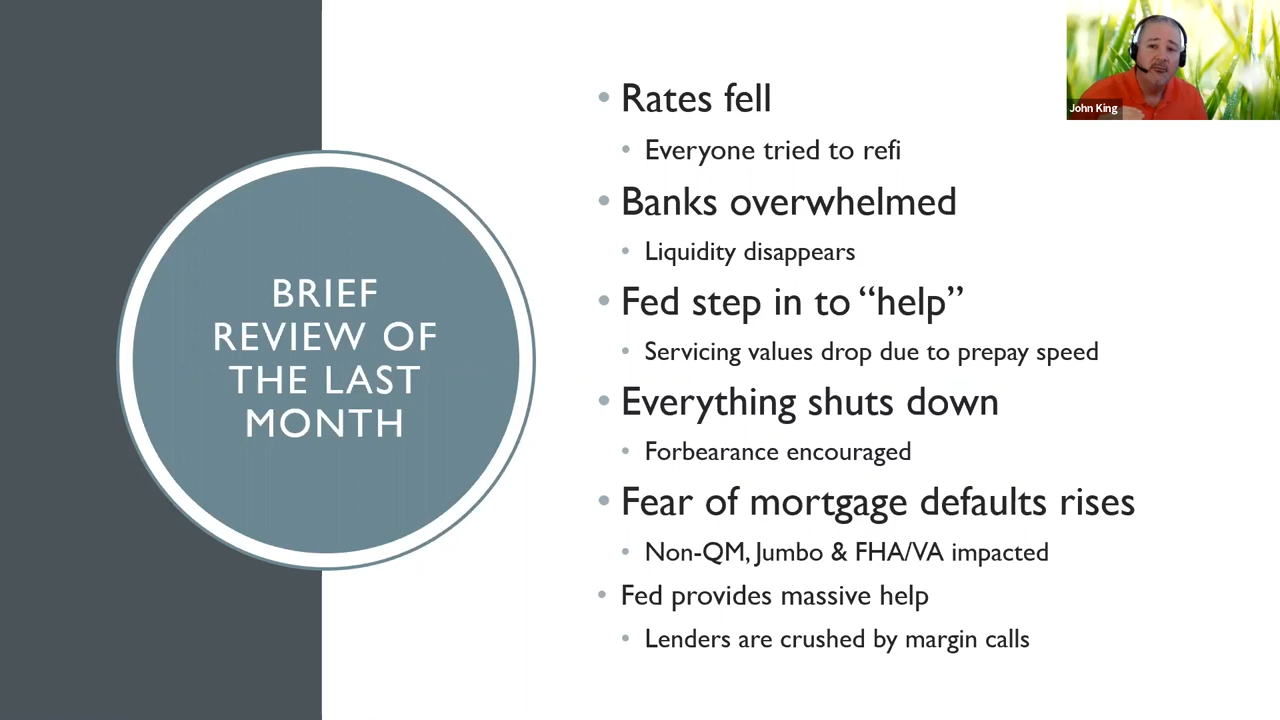 BRIEF
REVIEW OF
THE LAST
MONTH
• Rates fell
• Everyone tried to refi
• Banks overwhelmed
• Liquidity disappears
• Fed step in to “help”
• Servicing values drop due to prepay speed
• Everything shuts down
• Forbearance encouraged
• Fear of mortgage defaults rises
• Non-QM, Jumbo & FHA/VA impacted
• Fed provides massive help
• Lenders are crushed by margin calls
John King